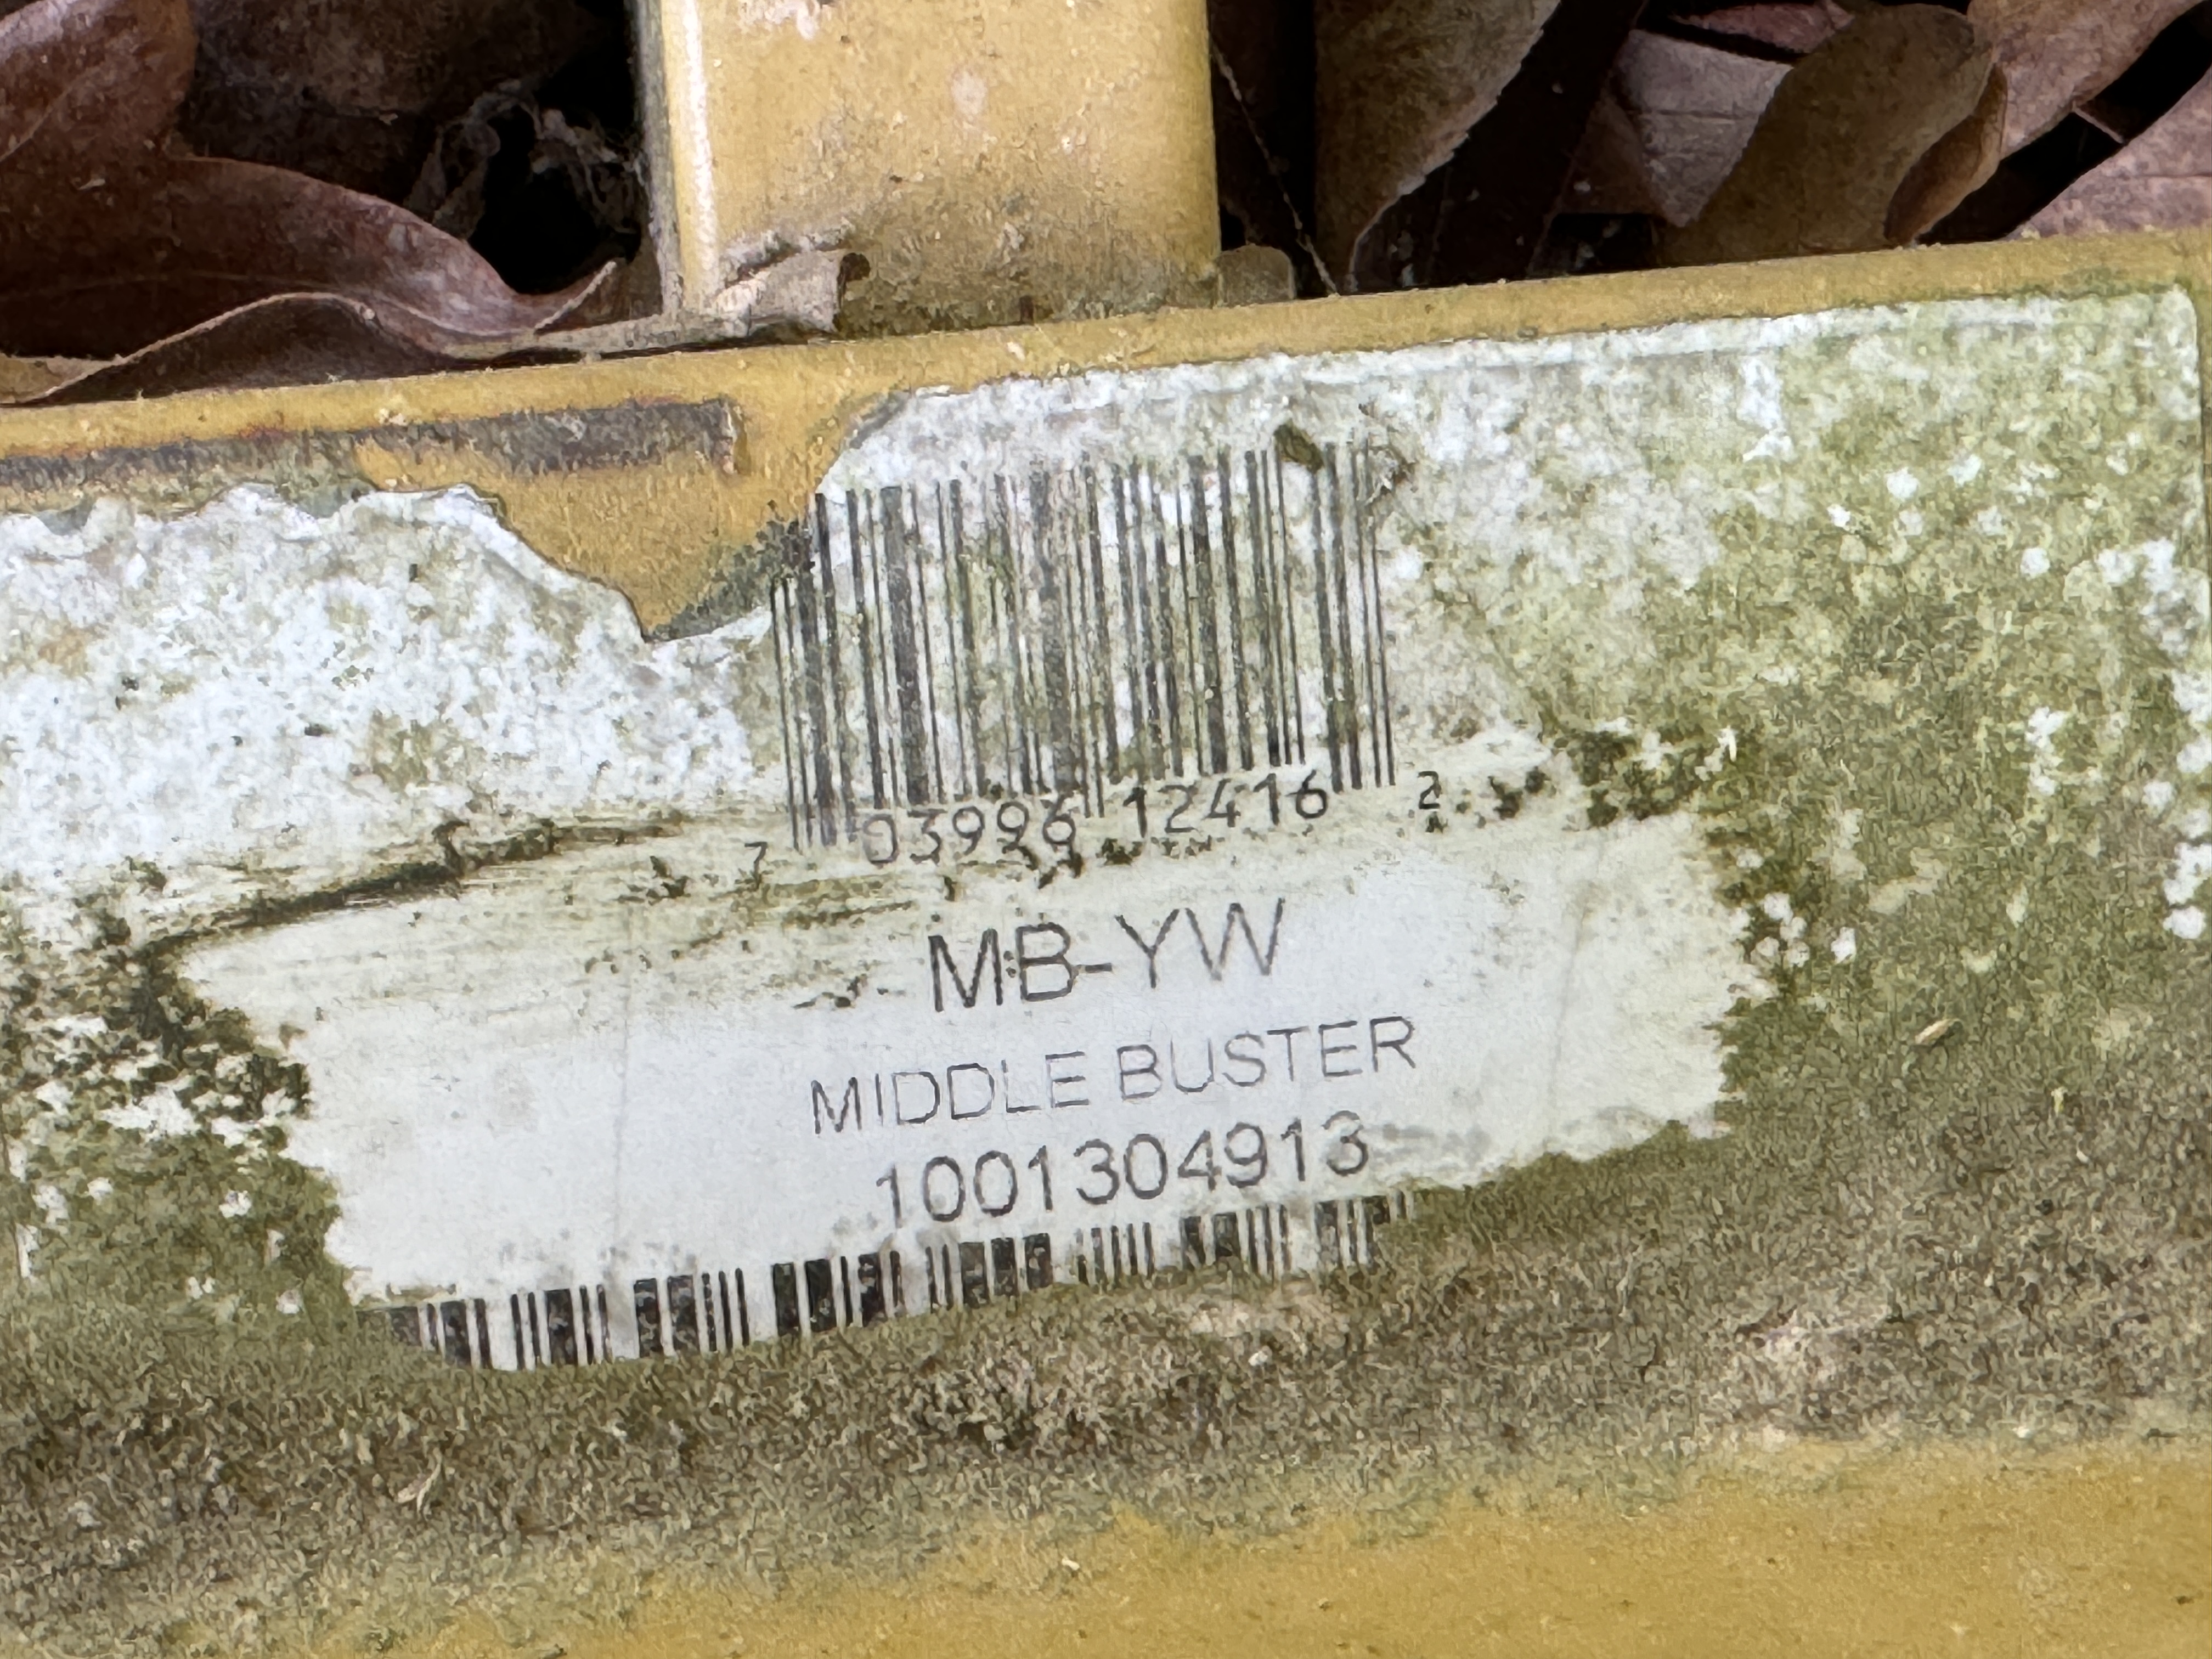 7 03996 12416 2
MB-YW
MIDDLE BUSTER
1001304913